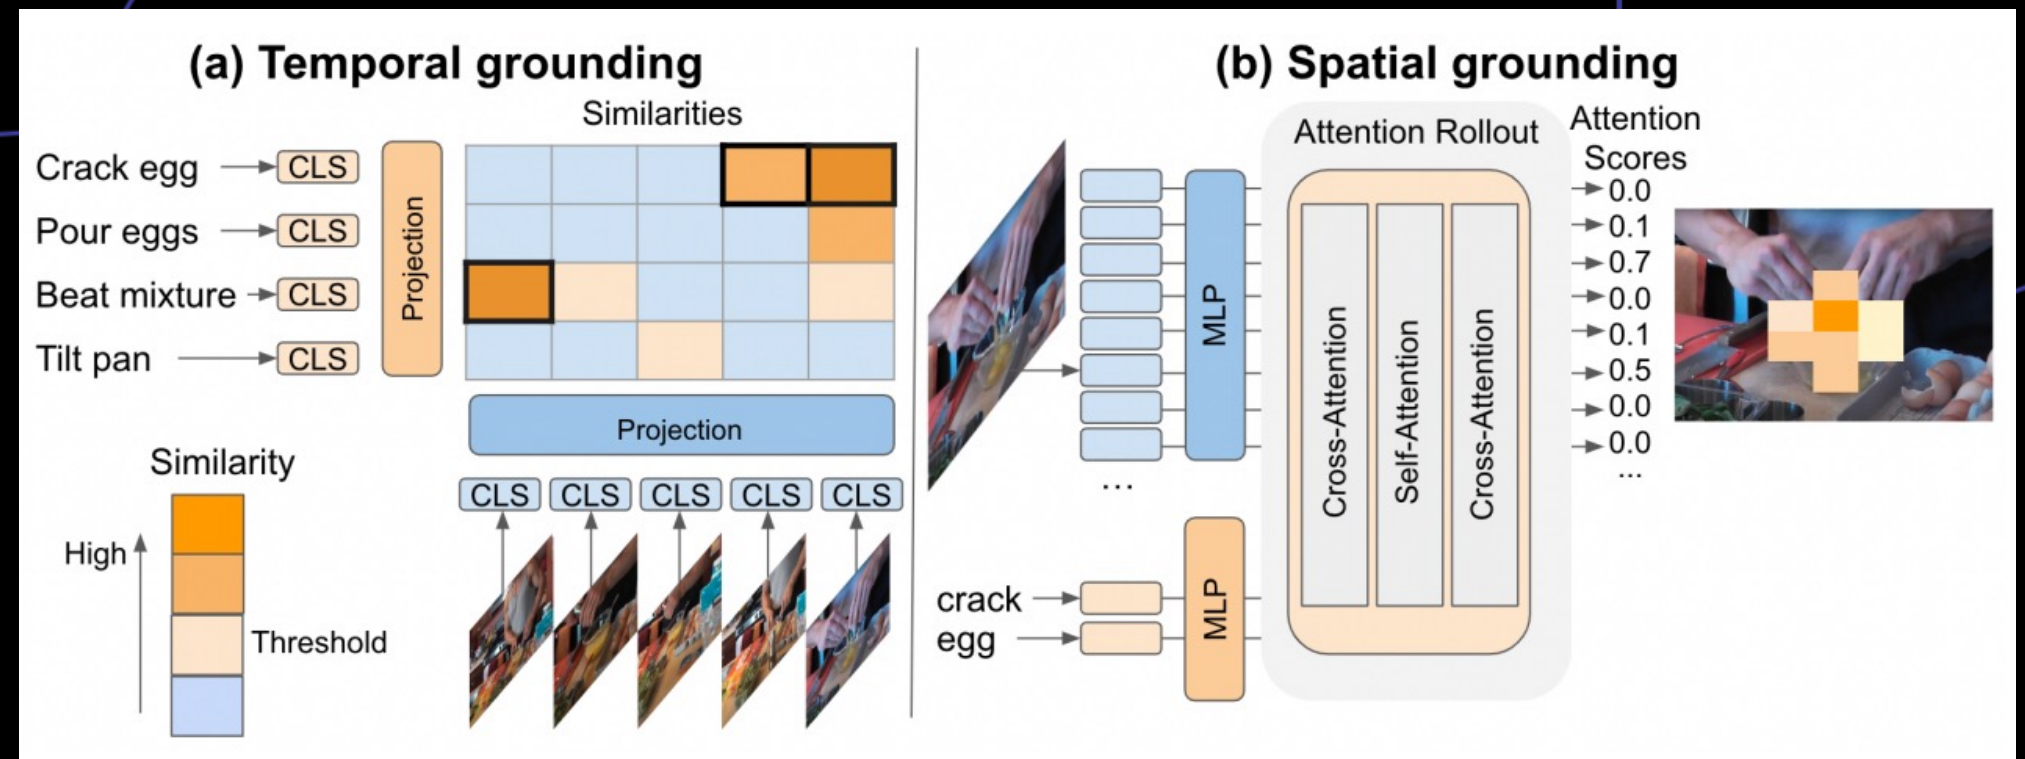 (a) Temporal grounding
Similarities
Crack egg
CLS
Pour eggs
CLS
Beat mixture
CLS
Tilt pan
CLS
Projection
Projection
CLS
CLS
CLS
CLS
CLS
Similarity
High
Threshold
(b) Spatial grounding
Attention Rollout
Attention
Scores
MLP
Cross-Attention
Self-Attention
Cross-Attention
0.0
0.1
0.7
0.0
0.1
0.5
0.0
0.0
...
...
crack
egg
MLP